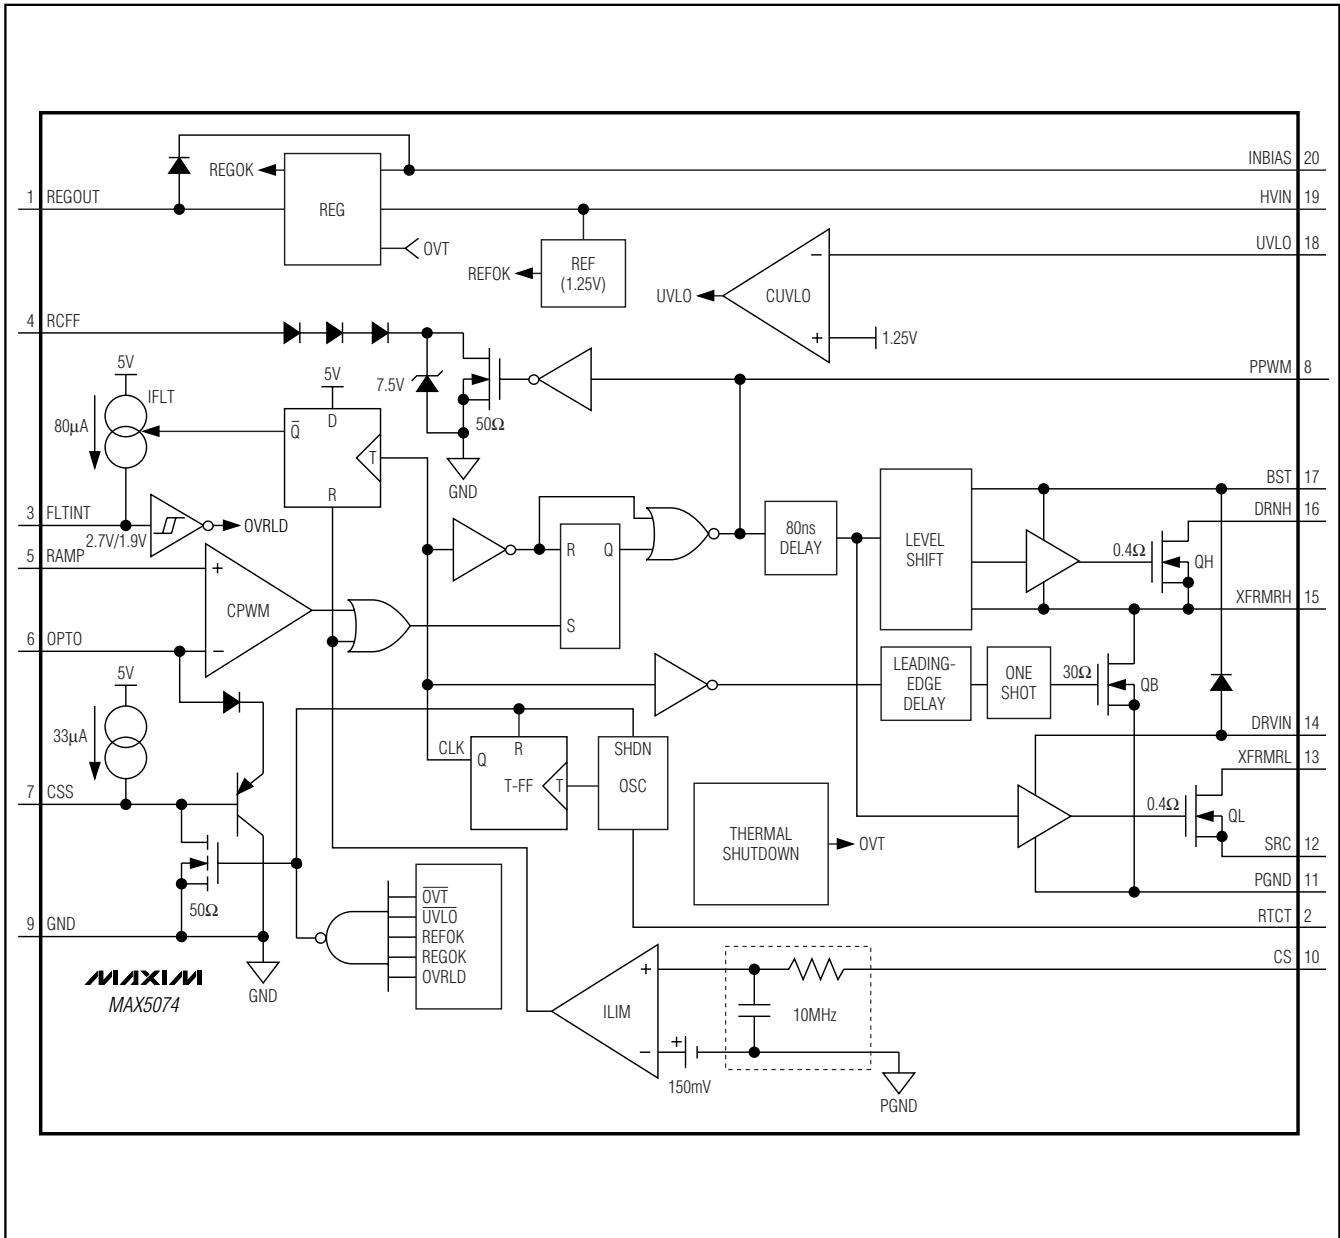 INBIAS 20
REGOK
1 REGOUT
REG
HVIN 19
OVT
UVLO 18
REFOK
REF
(1.25V)
UVLO
CUVLO
−
+
1.25V
4 RCFF
5V
IFLT
80µA
5V
7.5V
50Ω
GND
PPWM 8
Q̅
D
T
R
3 FLTINT
2.7V/1.9V
OVRLD
5 RAMP
+
CPWM
−
6 OPTO
R
Q
S
80ns
DELAY
LEVEL
SHIFT
BST 17
DRNH 16
0.4Ω
QH
XFRMRH 15
5V
33µA
7 CSS
CLK
Q
R
T-FF
T
SHDN
OSC
LEADING-
EDGE
DELAY
ONE
SHOT
30Ω
QB
DRVIN 14
XFRMRL 13
THERMAL
SHUTDOWN
OVT
0.4Ω
QL
SRC 12
PGND 11
50Ω
9 GND
O̅V̅T̅
U̅V̅L̅O̅
REFOK
REGOK
OVRLD
RTCT 2
MAXIM
MAX5074
GND
+
ILIM
−
+
150mV
10MHz
CS 10
PGND